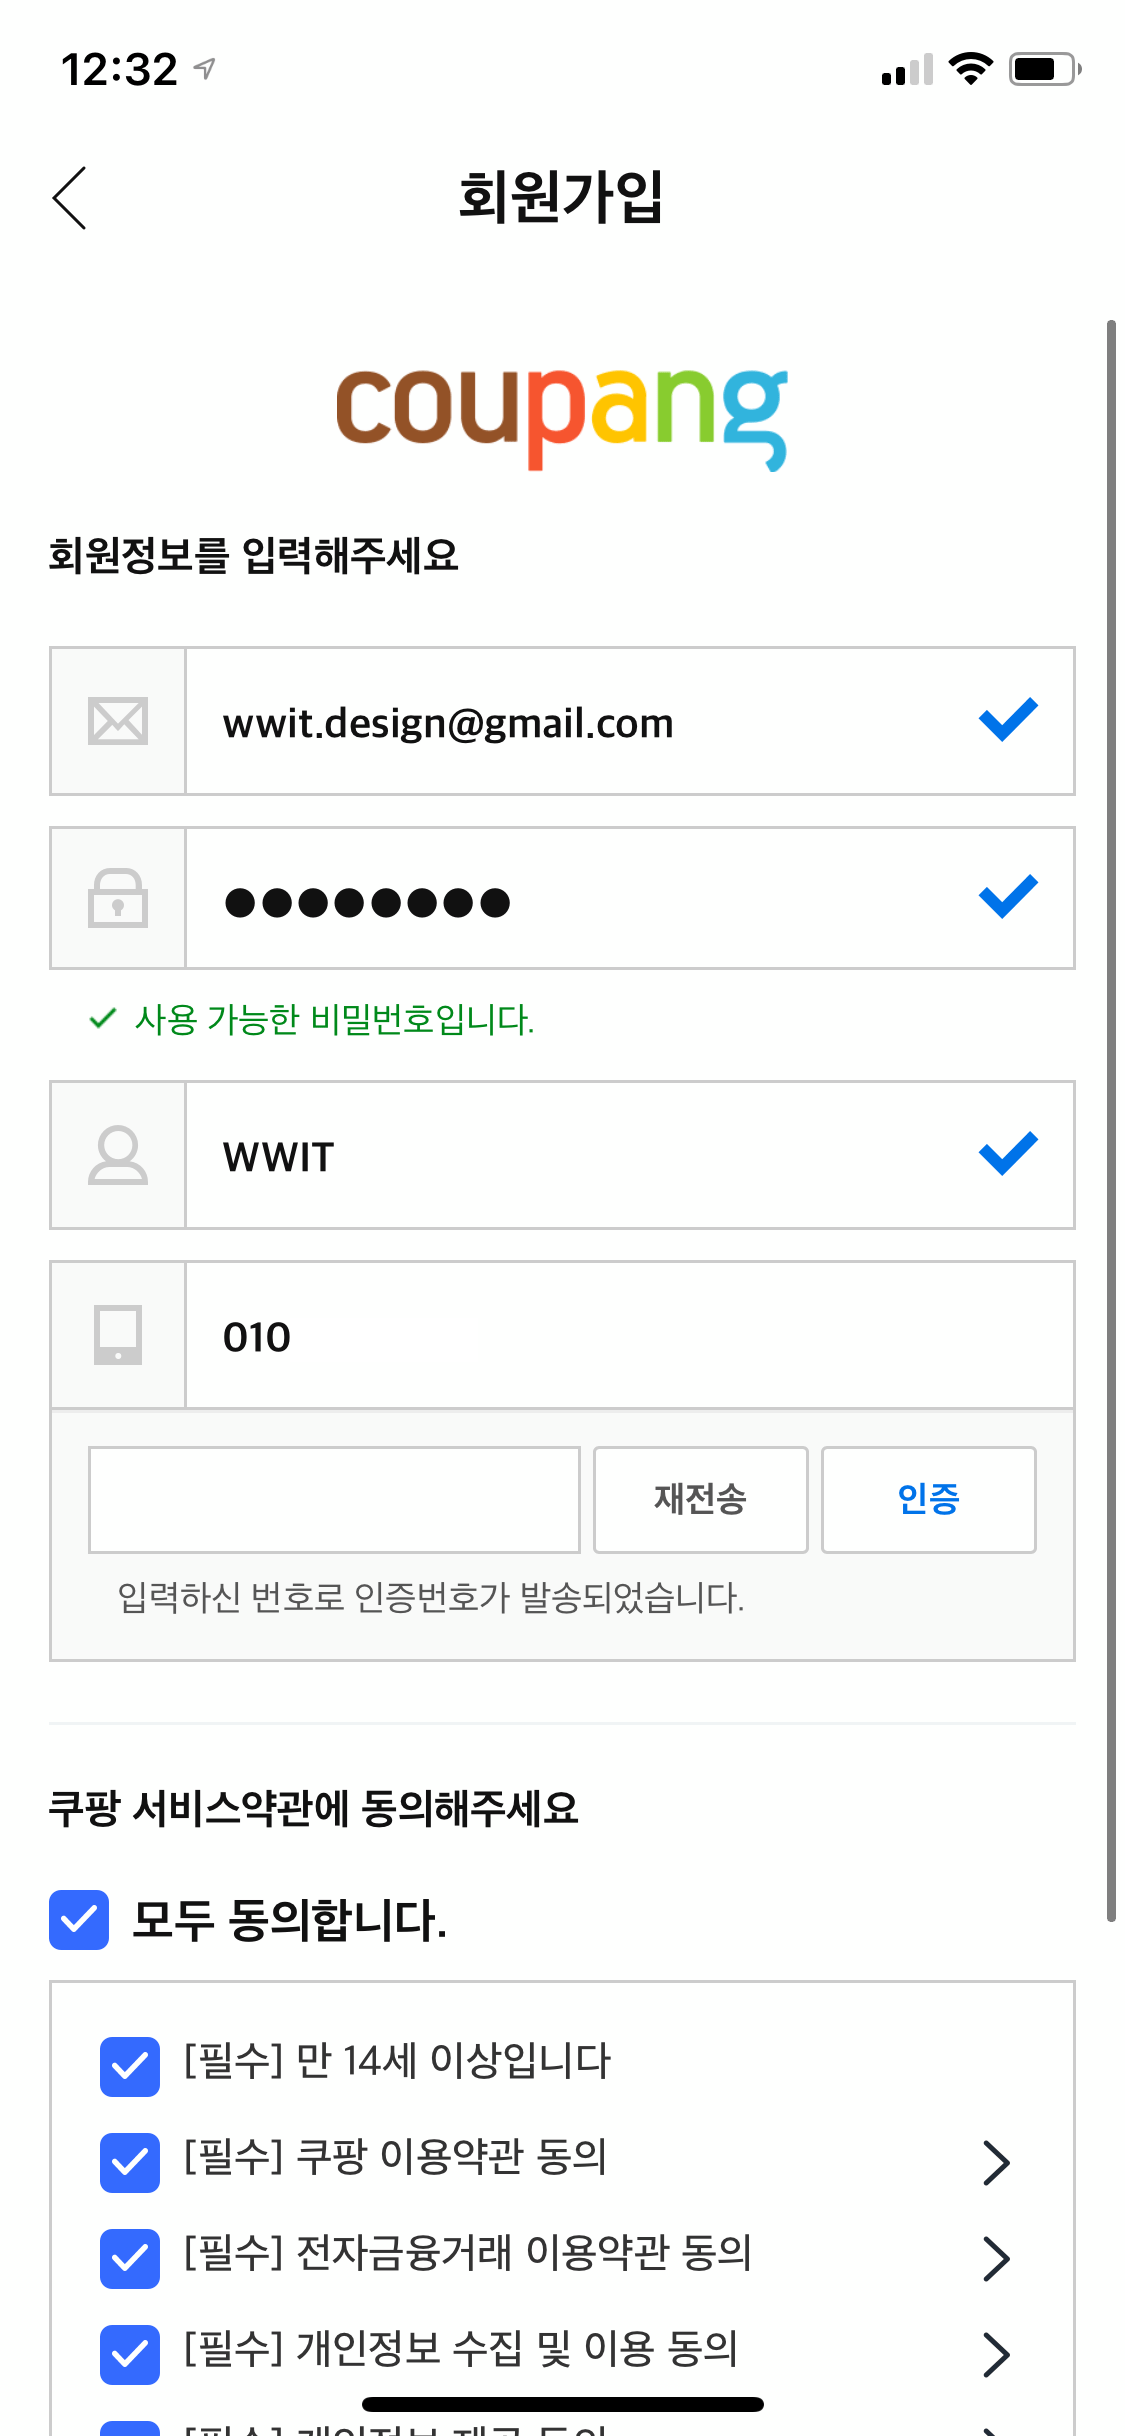 12:32
회원가입
coupang
회원정보를 입력해주세요
wwit.design@gmail.com
●●●●●●●●
사용 가능한 비밀번호입니다.
WWIT
010
재전송 인증
입력하신 번호로 인증번호가 발송되었습니다.
쿠팡 서비스약관에 동의해주세요
모두 동의합니다.
[필수] 만 14세 이상입니다
[필수] 쿠팡 이용약관 동의
[필수] 전자금융거래 이용약관 동의
[필수] 개인정보 수집 및 이용 동의